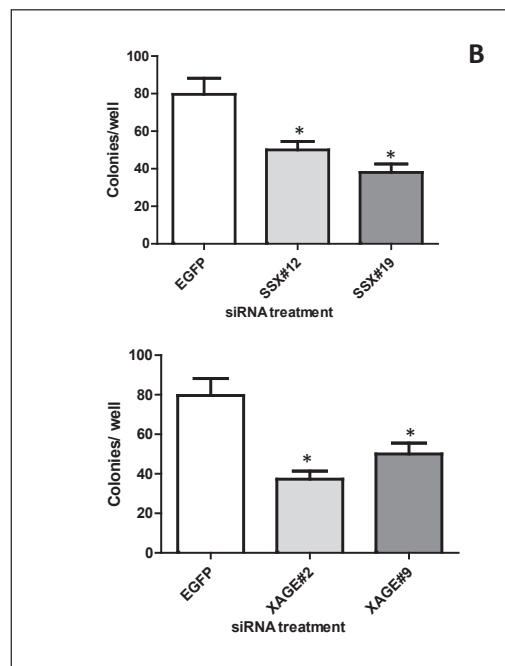 B
100
80
60
40
20
0
Colonies/well
*
*
EGFP
SSX#12
SSX#19
siRNA treatment
100
80
60
40
20
0
Colonies/ well
*
*
EGFP
XAGE#2
XAGE#9
siRNA treatment